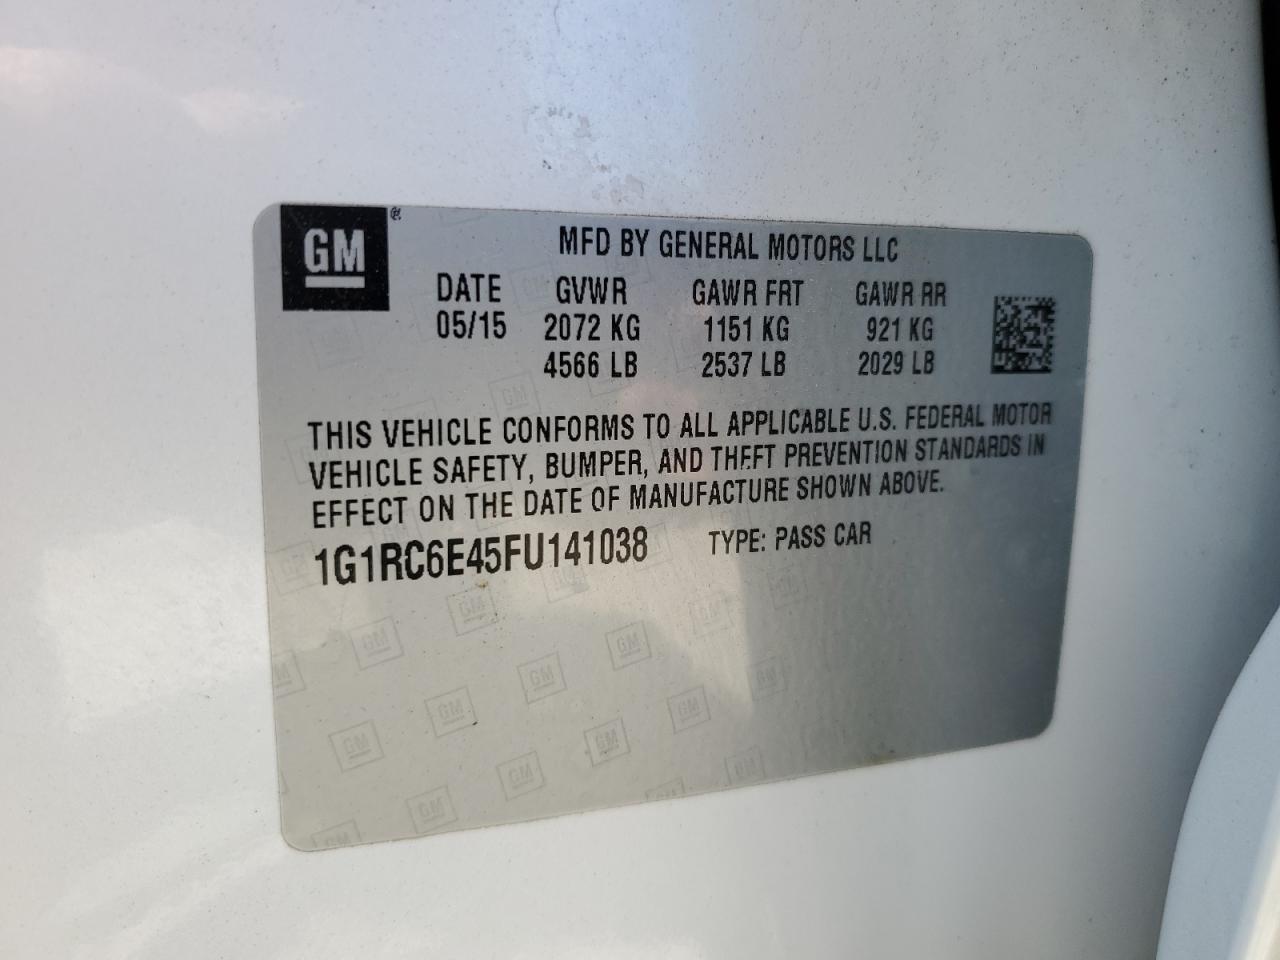 GM
MFD BY GENERAL MOTORS LLC
DATE GVWR GAWR FRT GAWR RR
05/15 2072 KG 1151 KG 921 KG
4566 LB 2537 LB 2029 LB
THIS VEHICLE CONFORMS TO ALL APPLICABLE U.S. FEDERAL MOTOR
VEHICLE SAFETY, BUMPER, AND THEFT PREVENTION STANDARDS IN
EFFECT ON THE DATE OF MANUFACTURE SHOWN ABOVE.
1G1RC6E45FU141038 TYPE: PASS CAR